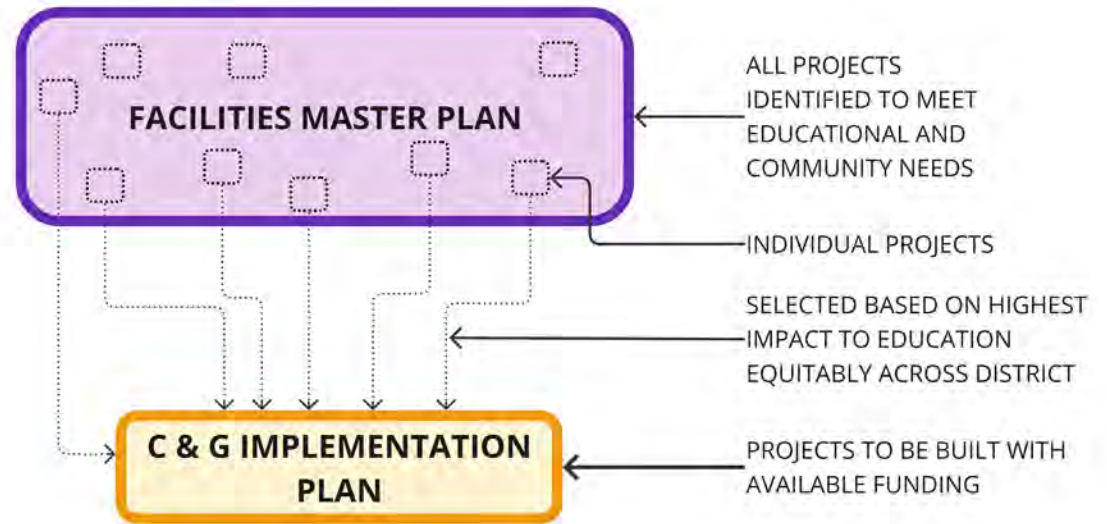 FACILITIES MASTER PLAN
ALL PROJECTS
IDENTIFIED TO MEET
EDUCATIONAL AND
COMMUNITY NEEDS
INDIVIDUAL PROJECTS
SELECTED BASED ON HIGHEST
IMPACT TO EDUCATION
EQUITABLY ACROSS DISTRICT
C & G IMPLEMENTATION
PLAN
PROJECTS TO BE BUILT WITH
AVAILABLE FUNDING